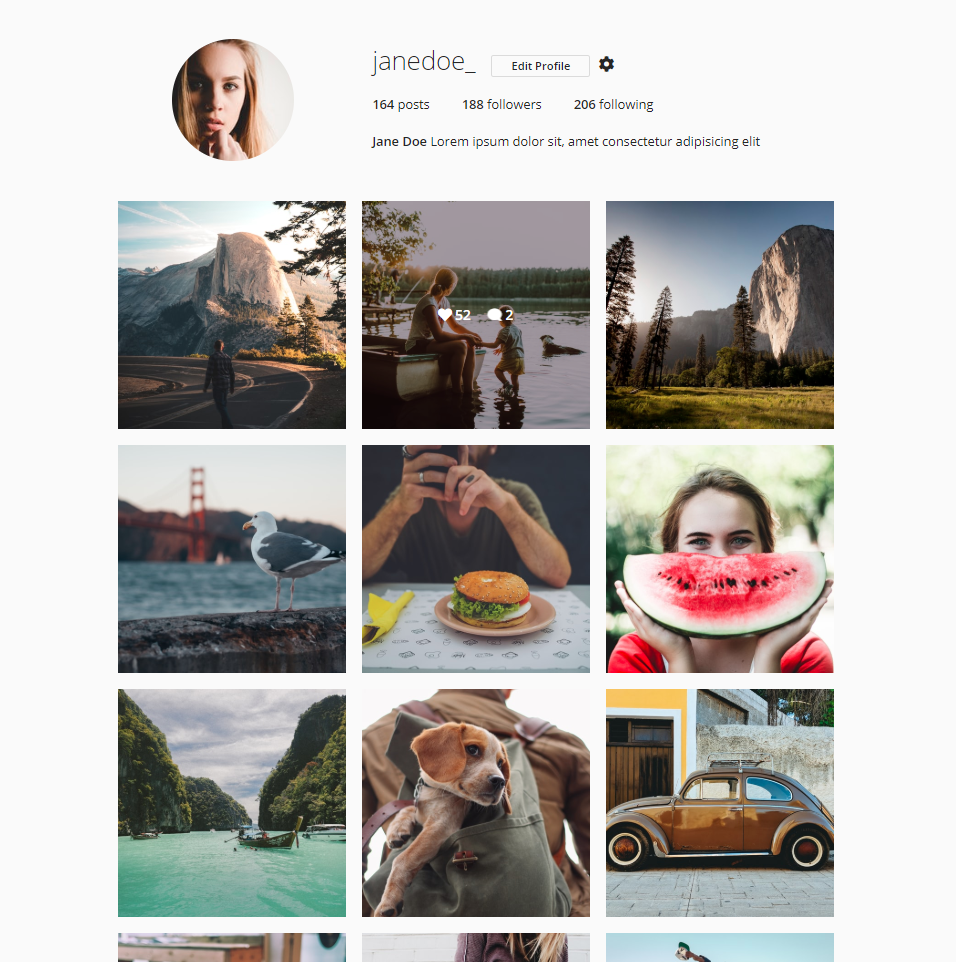 janedoe_ Edit Profile
164 posts 188 followers 206 following
Jane Doe Lorem ipsum dolor sit, amet consectetur adipisicing elit
52 2